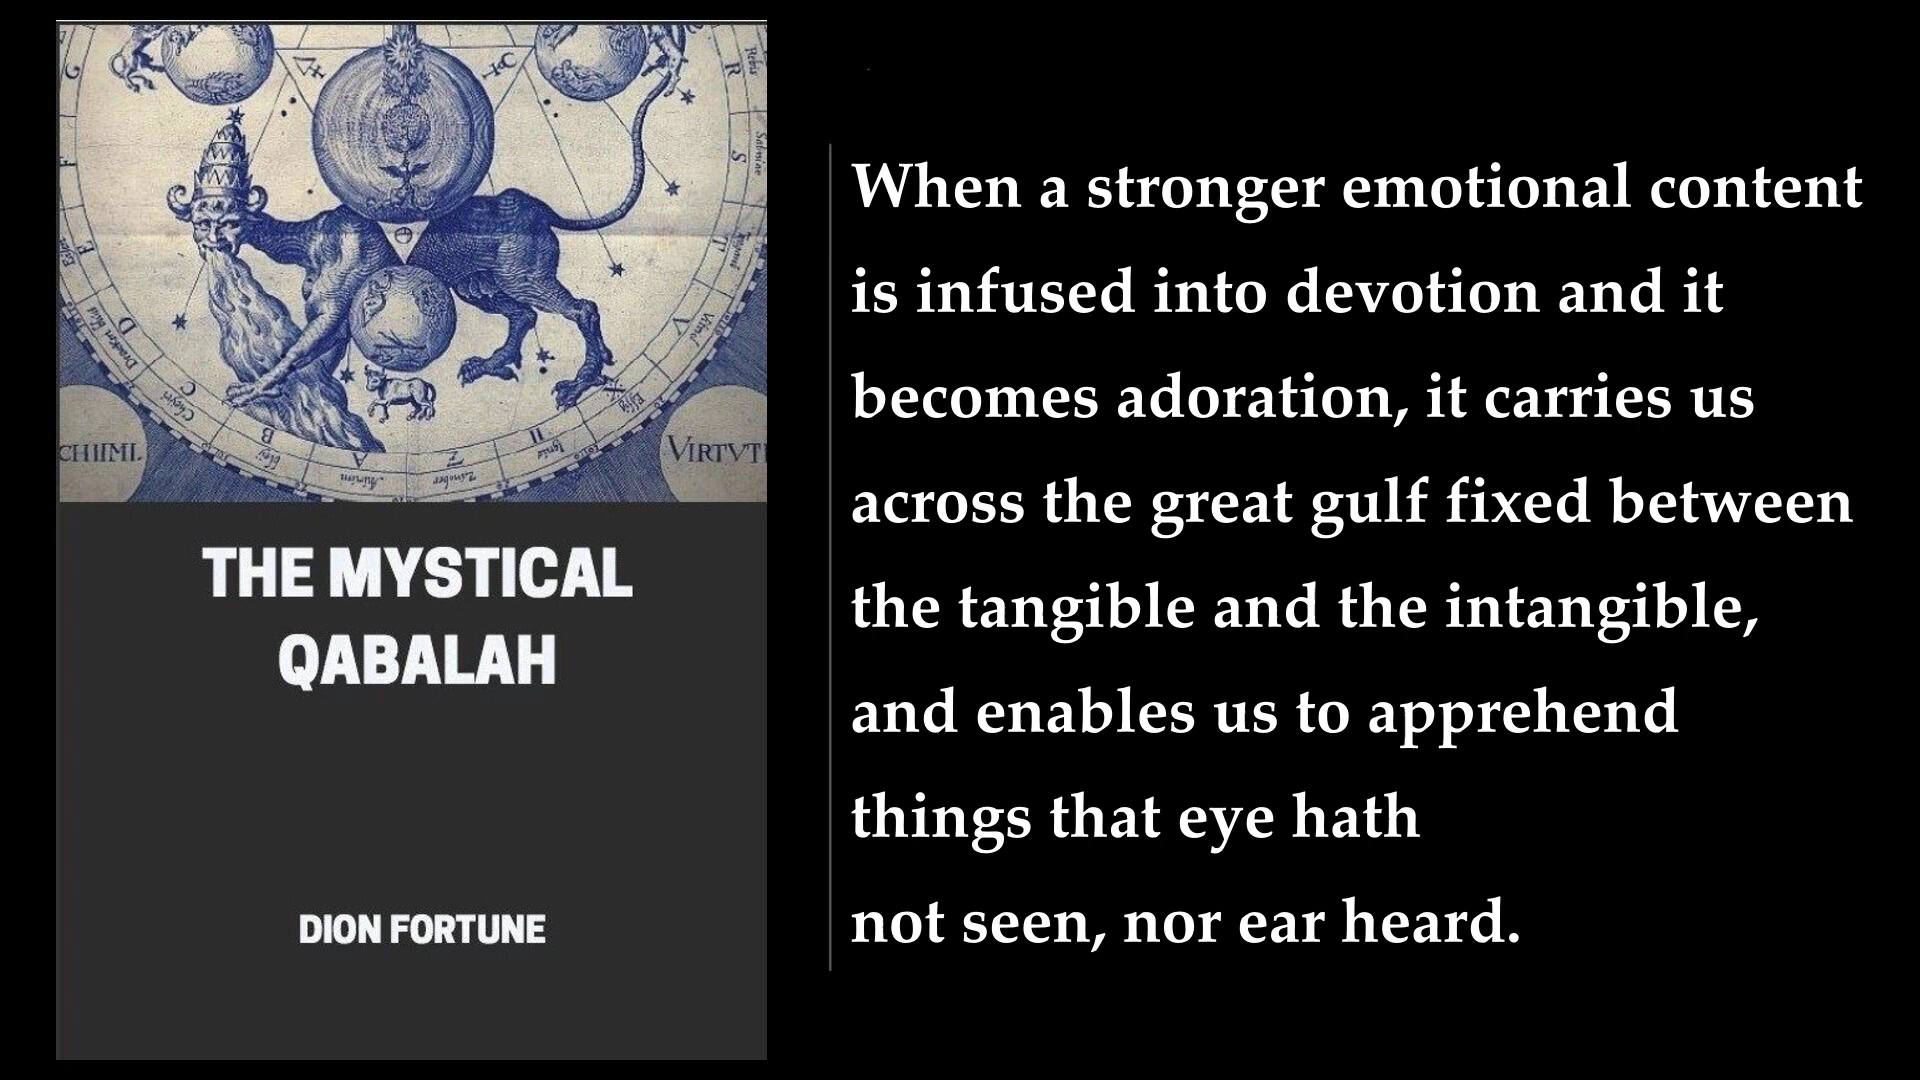 CHIIMI.
VIRTVTI
THE MYSTICAL
QABALAH
DION FORTUNE
When a stronger emotional content
is infused into devotion and it
becomes adoration, it carries us
across the great gulf fixed between
the tangible and the intangible,
and enables us to apprehend
things that eye hath
not seen, nor ear heard.